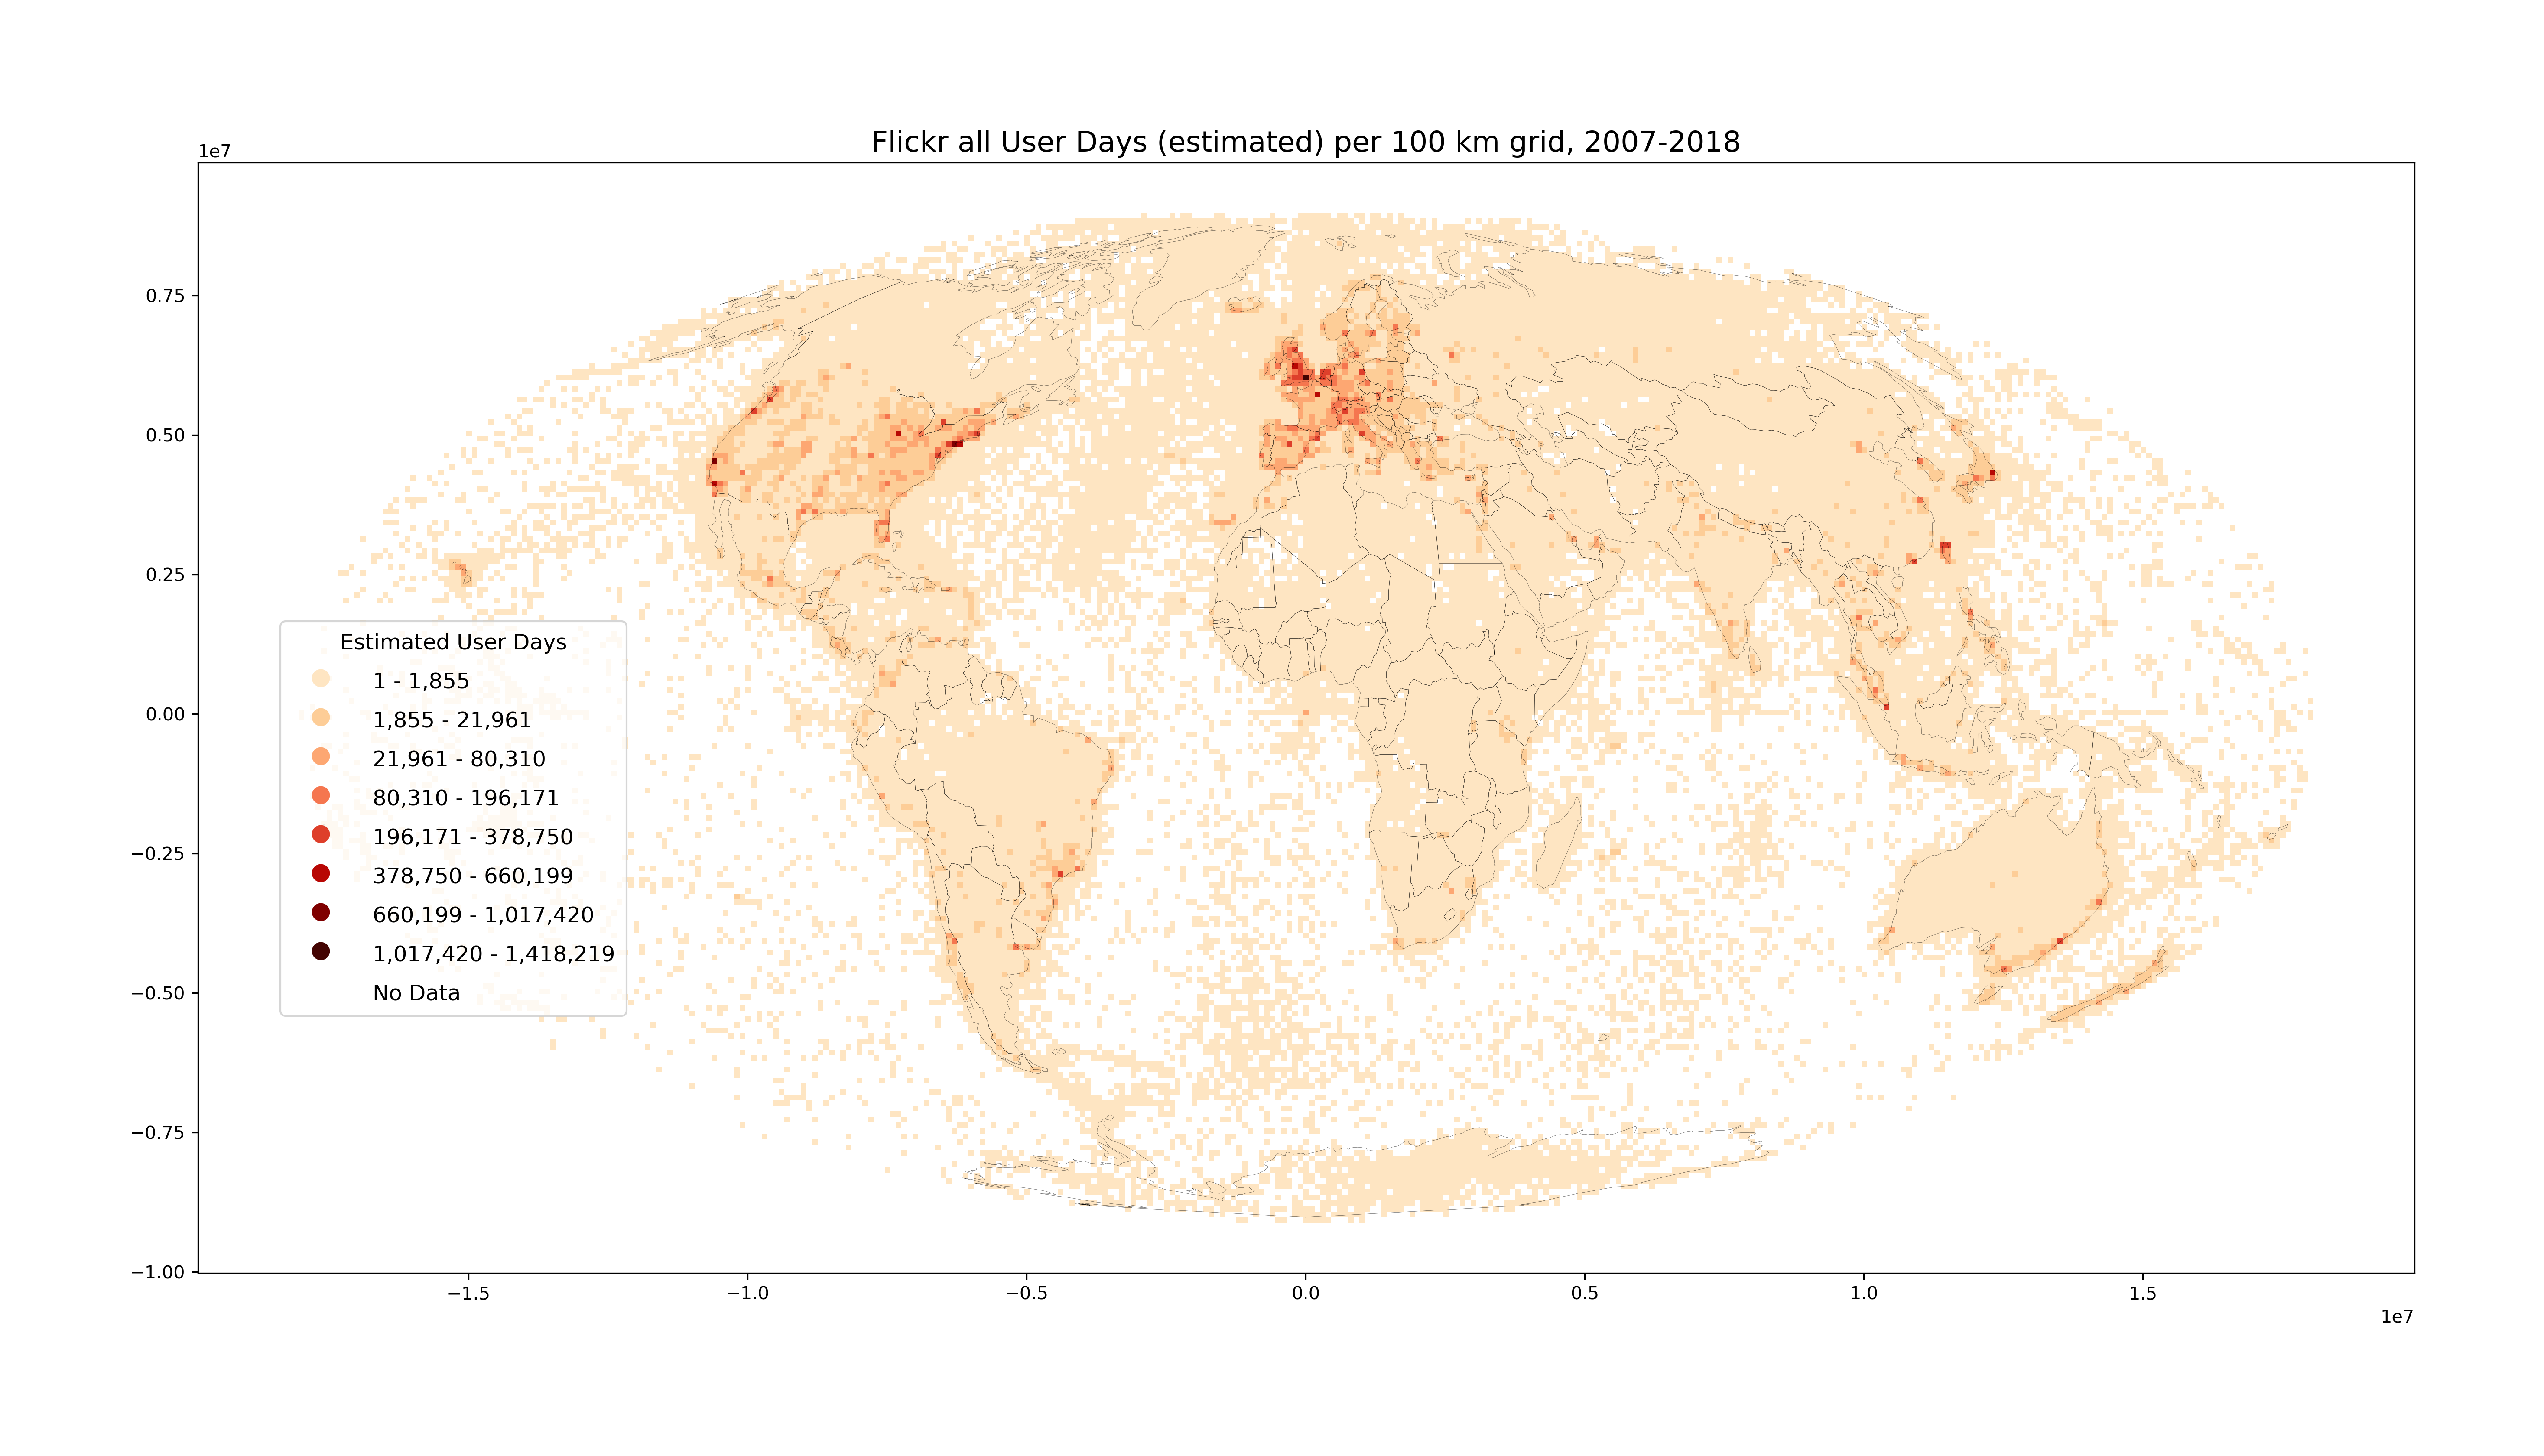 Flickr all User Days (estimated) per 100 km grid, 2007-2018
1e7
0.75
0.50
0.25
0.00
−0.25
−0.50
−0.75
−1.00
Estimated User Days
1 - 1,855
1,855 - 21,961
21,961 - 80,310
80,310 - 196,171
196,171 - 378,750
378,750 - 660,199
660,199 - 1,017,420
1,017,420 - 1,418,219
No Data
−1.5 −1.0 −0.5 0.0 0.5 1.0 1.5
1e7